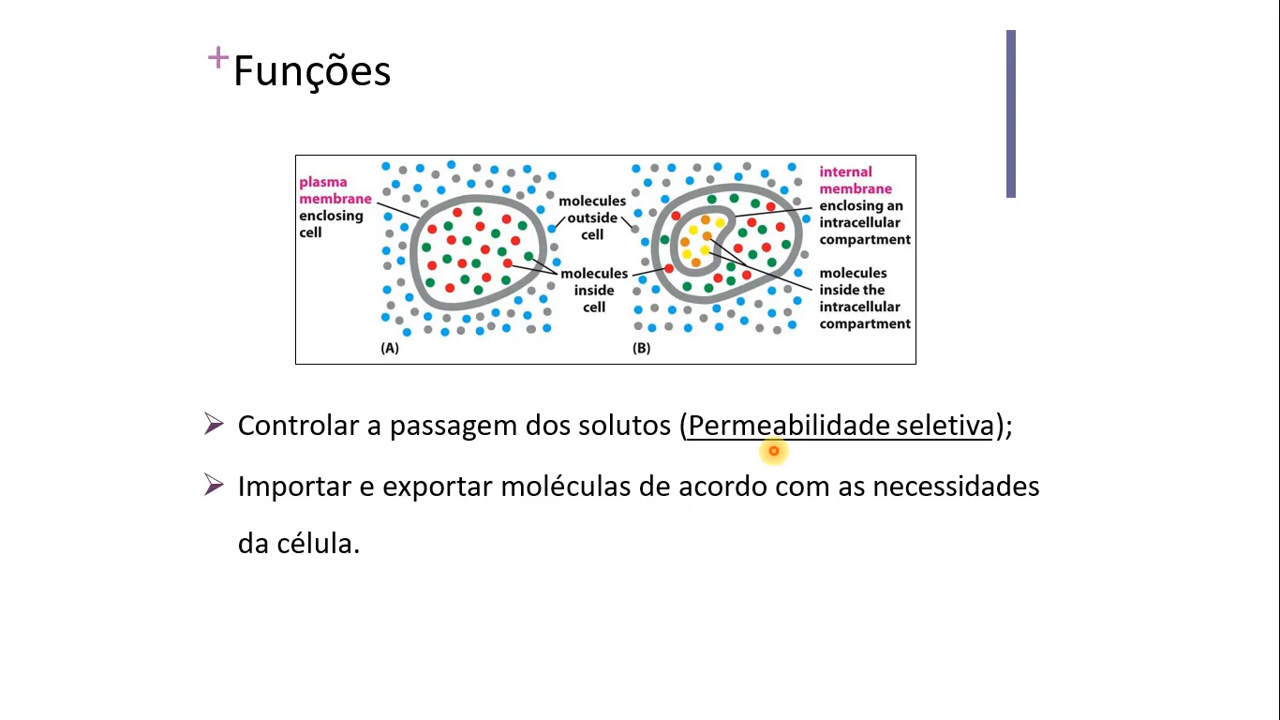 +
Funções
plasma
membrane
enclosing
cell
molecules
outside
cell
molecules
inside
cell
internal
membrane
enclosing an
intracellular
compartment
molecules
inside the
intracellular
compartment
(A)
(B)
Controlar a passagem dos solutos (Permeabilidade seletiva);
Importar e exportar moléculas de acordo com as necessidades
da célula.